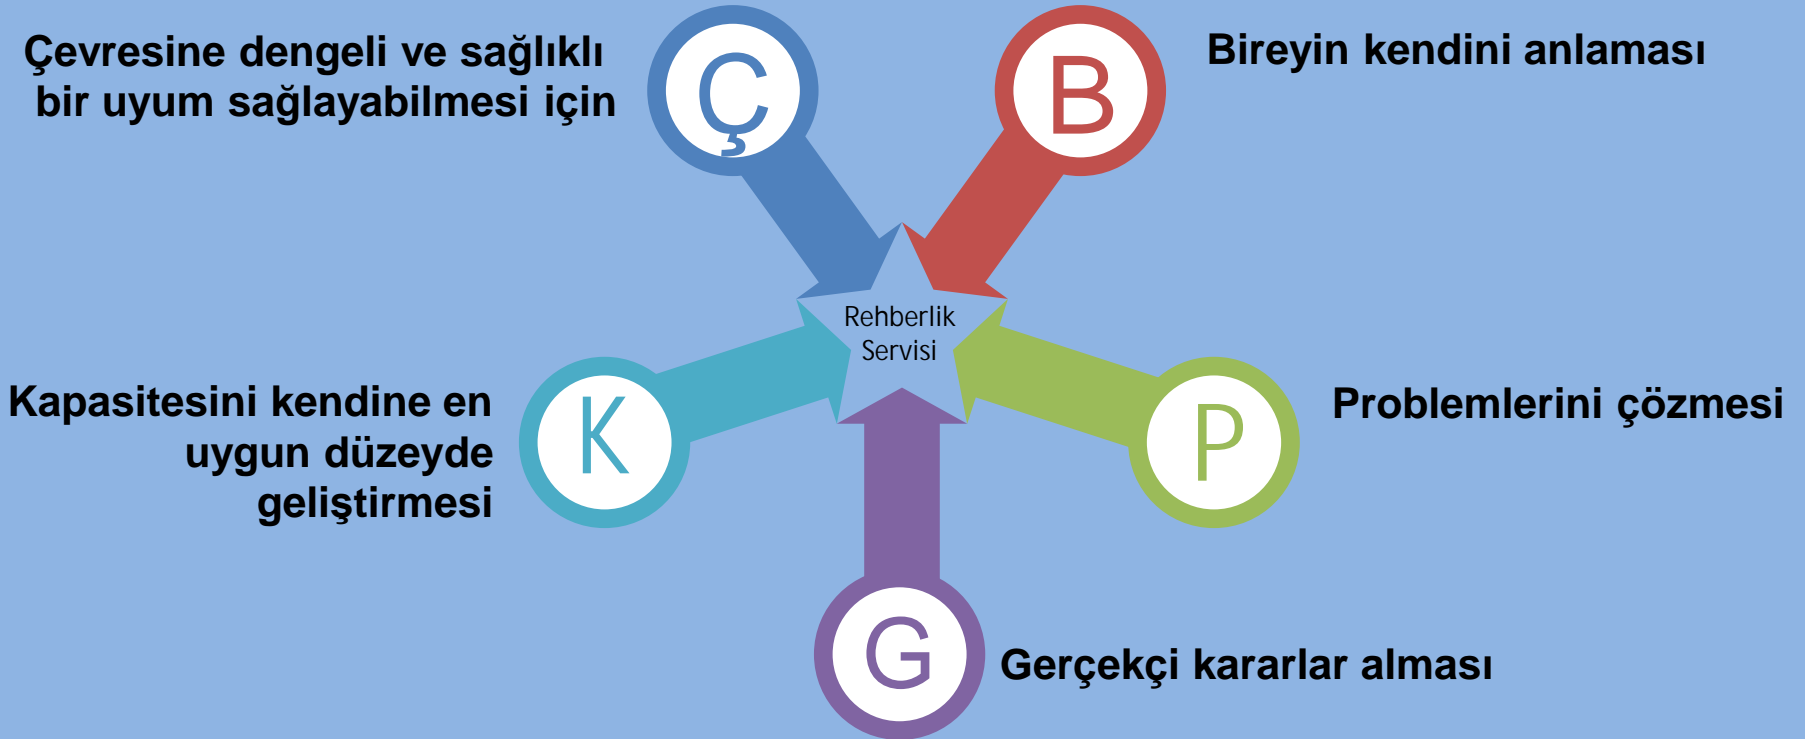 Çevresine dengeli ve sağlıklı
bir uyum sağlayabilmesi için
Ç
B
Bireyin kendini anlaması
Rehberlik
Servisi
Kapasitesini kendine en
uygun düzeyde
geliştirmesi
K
P
Problemlerini çözmesi
G
Gerçekçi kararlar alması